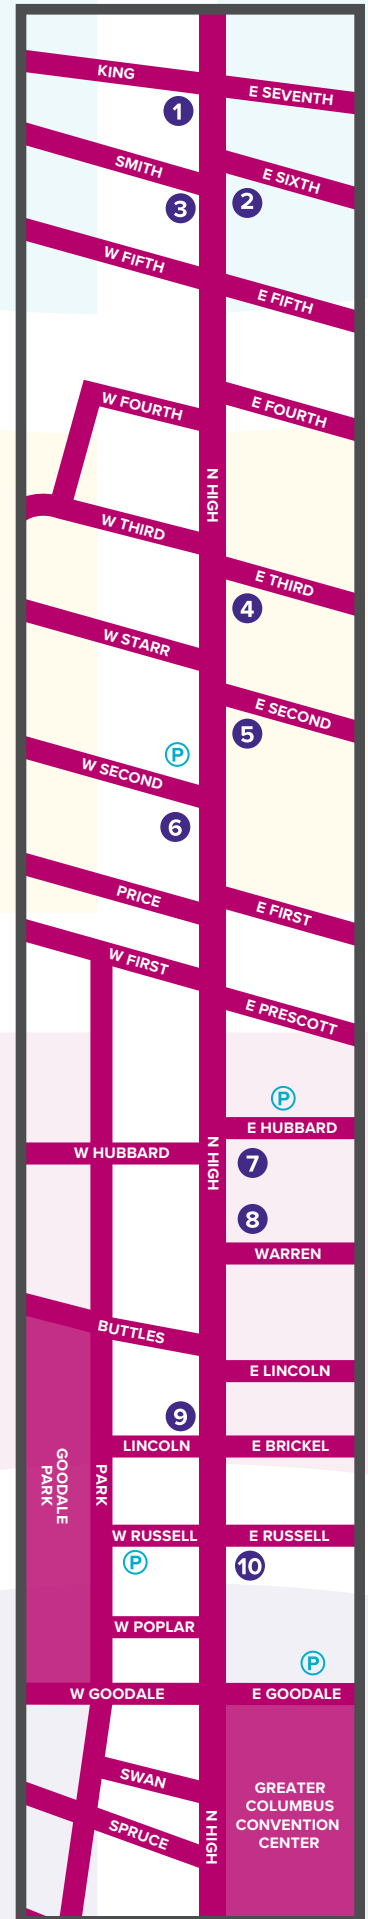 KING
E SEVENTH
1
SMITH
E SIXTH
3
2
W FIFTH
E FIFTH
W FOURTH
E FOURTH
N HIGH
W THIRD
E THIRD
4
W STARR
E SECOND
5
P
W SECOND
6
PRICE
E FIRST
W FIRST
E PRESCOTT
P
E HUBBARD
W HUBBARD
N HIGH
7
8
WARREN
BUTTLES
E LINCOLN
9
LINCOLN
E BRICKEL
GOODALE
PARK
PARK
W RUSSELL
E RUSSELL
P
10
W POPLAR
P
W GOODALE
E GOODALE
SWAN
SPRUCE
N HIGH
GREATER
COLUMBUS
CONVENTION
CENTER